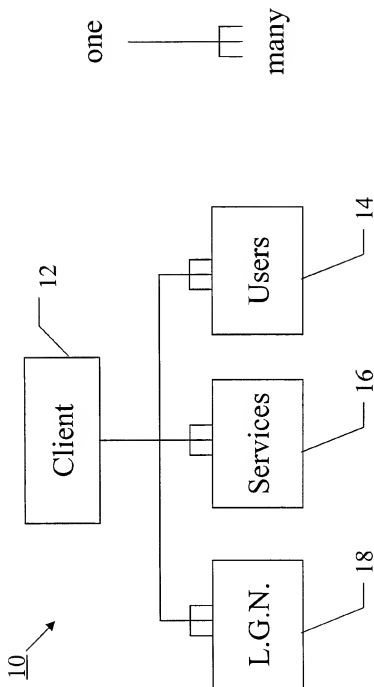 10
Client
12
L.G.N.
18
Services
16
Users
14
one
many